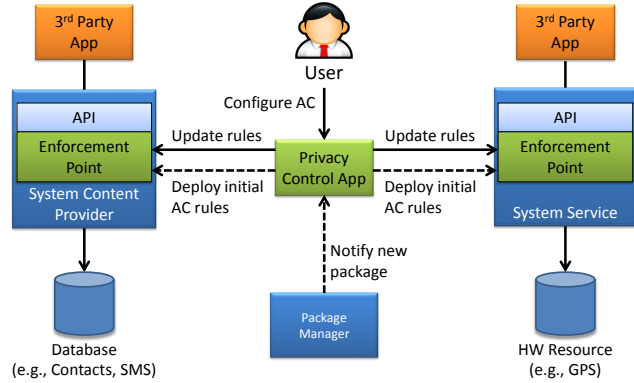 3rd Party
App
API
Enforcement
Point
System Content
Provider
Database
(e.g., Contacts, SMS)
User
Configure AC
Update rules
Update rules
Privacy
Control App
Deploy initial
AC rules
Deploy initial
AC rules
Notify new
package
Package
Manager
3rd Party
App
API
Enforcement
Point
System Service
HW Resource
(e.g., GPS)